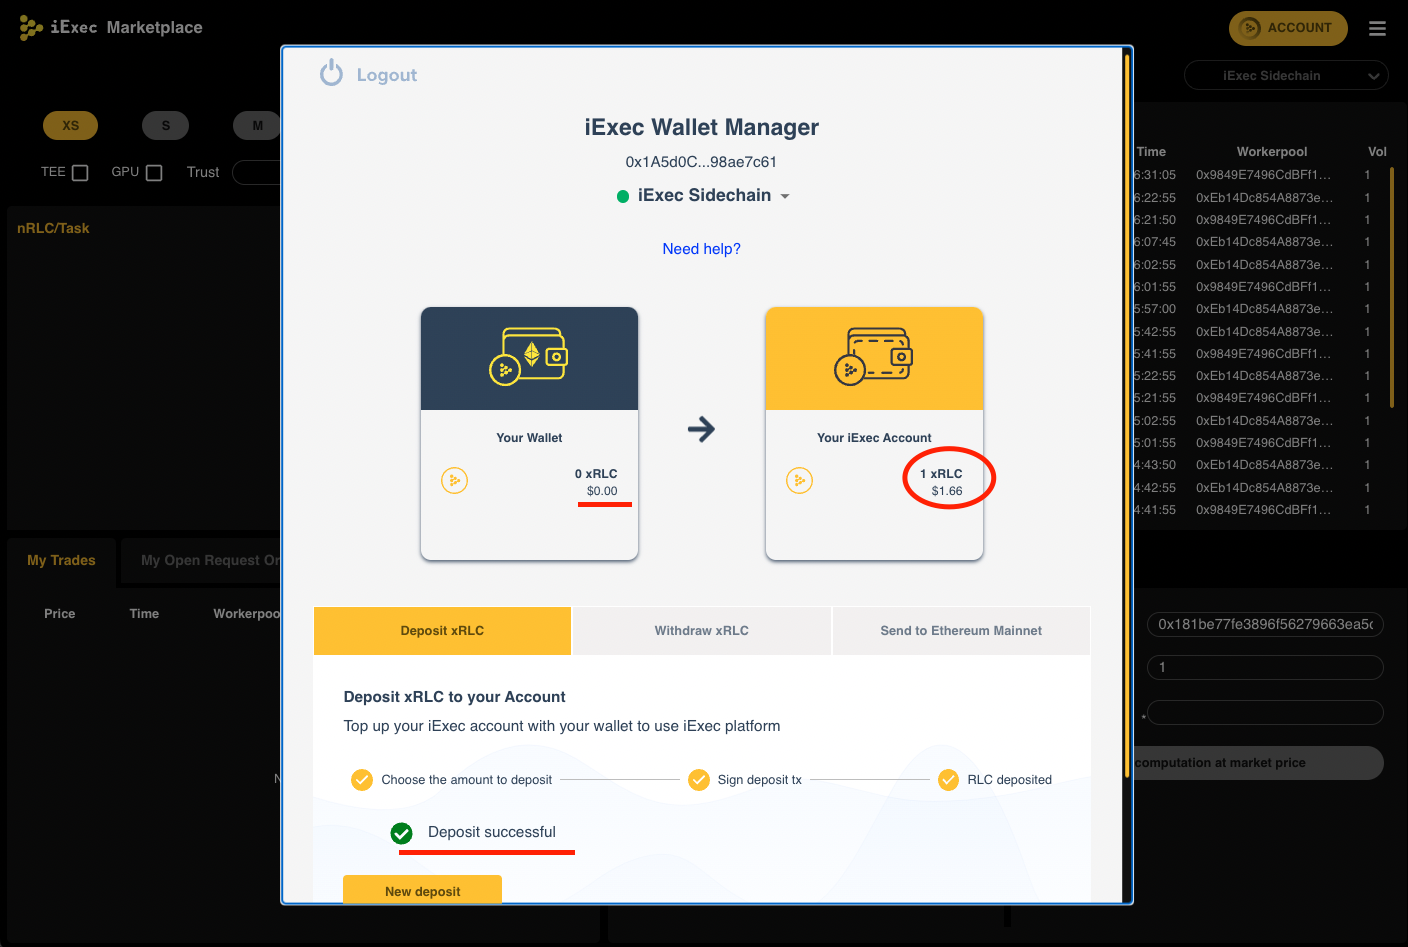 iExec Marketplace
ACCOUNT
iExec Sidechain
XS
S
M
TEE
GPU
Trust
nRLC/Task
Logout
iExec Wallet Manager
0x1A5d0C...98ae7c61
iExec Sidechain
Need help?
Your Wallet
0 xRLC
$0.00
Your iExec Account
1 xRLC
$1.66
Deposit xRLC
Withdraw xRLC
Send to Ethereum Mainnet
Deposit xRLC to your Account
Top up your iExec account with your wallet to use iExec platform
Choose the amount to deposit
Sign deposit tx
RLC deposited
Deposit successful
New deposit
Time Workerpool Vol
6:31:05 0x9849E7496CdBFf1... 1
6:22:55 0xEb14Dc854A8873e... 1
6:21:50 0x9849E7496CdBFf1... 1
6:07:45 0xEb14Dc854A8873e... 1
6:02:55 0xEb14Dc854A8873e... 1
6:01:55 0x9849E7496CdBFf1... 1
5:57:00 0xEb14Dc854A8873e... 1
5:42:55 0xEb14Dc854A8873e... 1
5:41:55 0x9849E7496CdBFf1... 1
5:22:55 0xEb14Dc854A8873e... 1
5:21:55 0x9849E7496CdBFf1... 1
5:02:55 0xEb14Dc854A8873e... 1
5:01:55 0x9849E7496CdBFf1... 1
4:43:50 0xEb14Dc854A8873e... 1
4:42:55 0xEb14Dc854A8873e... 1
4:41:55 0x9849E7496CdBFf1... 1
My Trades
My Open Request Or
Price Time Workerpoo
N
0x181be77fe3896f56279663ea5c
1
*
computation at market price